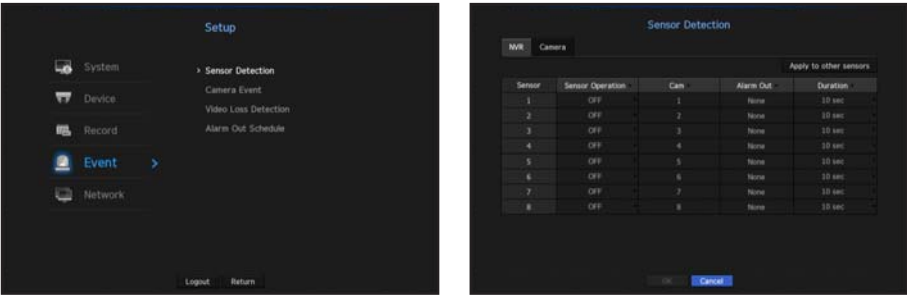 Setup
System
Device
Record
Event >
Network
> Sensor Detection
Camera Event
Video Loss Detection
Alarm Out Schedule
Logout Return
Sensor Detection
NVR Camera
Apply to other sensors
Sensor Sensor Operation Cam Alarm Out Duration
1 OFF 1 None 10 sec
2 OFF 2 None 10 sec
3 OFF 3 None 10 sec
4 OFF 4 None 10 sec
5 OFF 5 None 10 sec
6 OFF 6 None 10 sec
7 OFF 7 None 10 sec
8 OFF 8 None 10 sec
OK Cancel